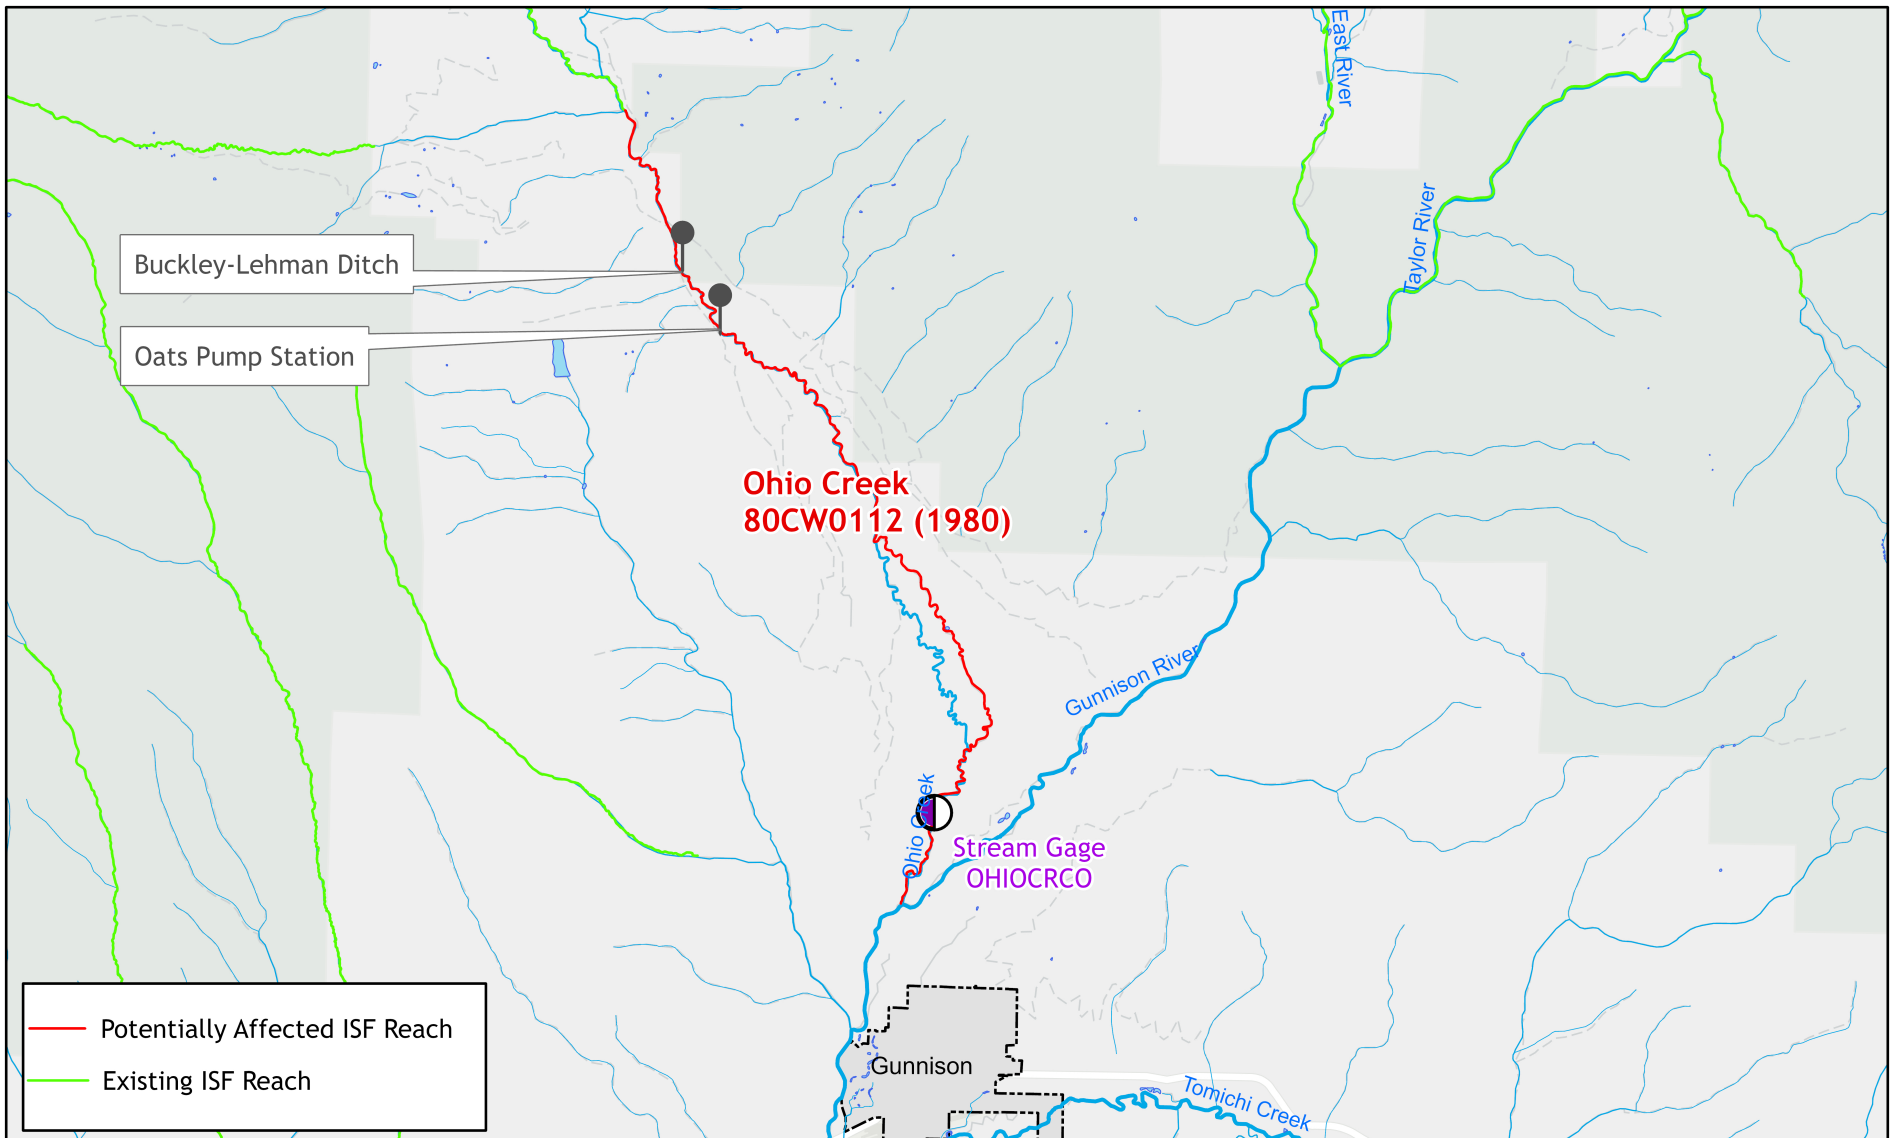 East River
Taylor River
Buckley-Lehman Ditch
Oats Pump Station
Ohio Creek
80CW0112 (1980)
Gunnison River
Ohio Creek
Stream Gage
OHIOCRCO
Potentially Affected ISF Reach
Existing ISF Reach
Gunnison
Tomichi Creek